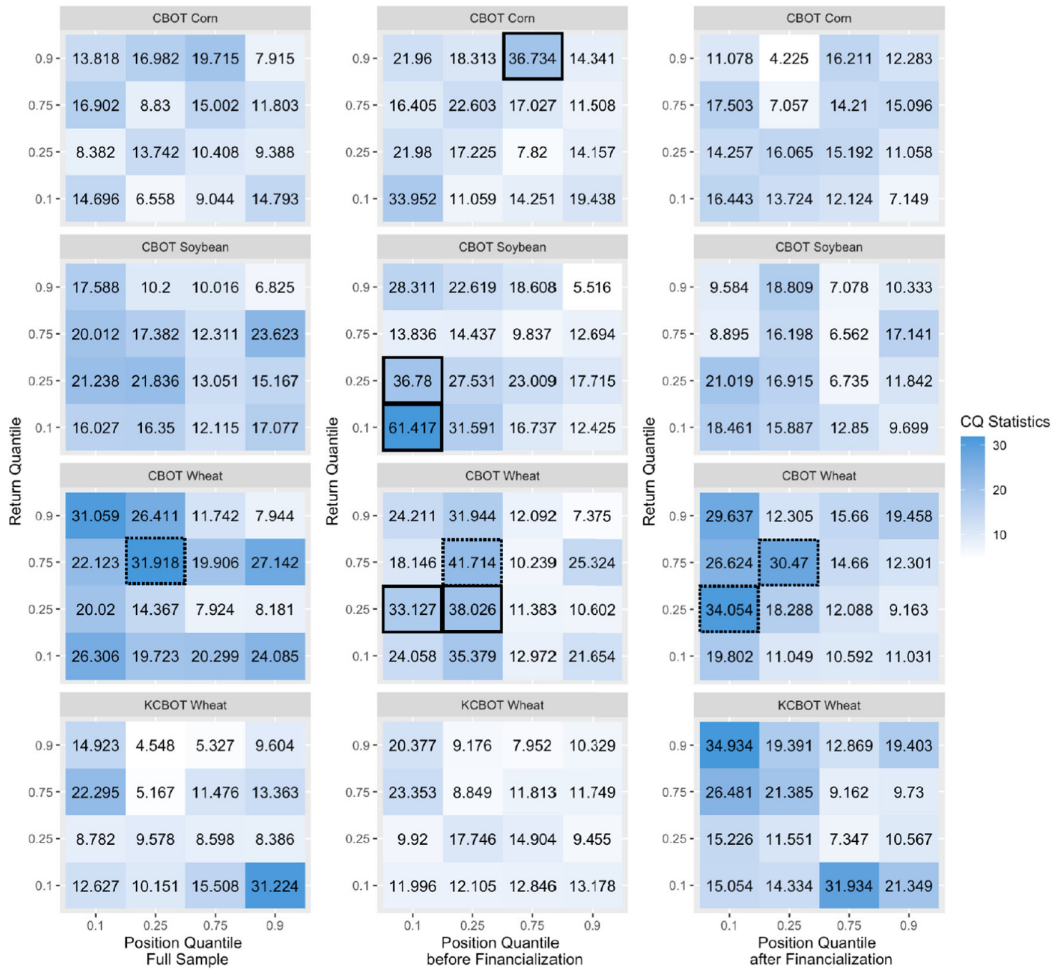 CBOT Corn CBOT Corn CBOT Corn
0.9 13.818 16.982 19.715 7.915 21.96 18.313 36.734 14.341 11.078 4.225 16.211 12.283
0.75 16.902 8.83 15.002 11.803 16.405 22.603 17.027 11.508 17.503 7.057 14.21 15.096
0.25 8.382 13.742 10.408 9.388 21.98 17.225 7.82 14.157 14.257 16.065 15.192 11.058
0.1 14.696 6.558 9.044 14.793 33.952 11.059 14.251 19.438 16.443 13.724 12.124 7.149
CBOT Soybean CBOT Soybean CBOT Soybean
0.9 17.588 10.2 10.016 6.825 0.9 28.311 22.619 18.608 5.516 0.9 9.584 18.809 7.078 10.333
0.75 20.012 17.382 12.311 23.623 0.75 13.836 14.437 9.837 12.694 0.75 8.895 16.198 6.562 17.141
0.25 21.238 21.836 13.051 15.167 0.25 36.78 27.531 23.009 17.715 0.25 21.019 16.915 6.735 11.842
0.1 16.027 16.35 12.115 17.077 0.1 61.417 31.591 16.737 12.425 0.1 18.461 15.887 12.85 9.699
Return Quantile Return Quantile Return Quantile
CQ Statistics
30
20
10
CBOT Wheat CBOT Wheat CBOT Wheat
0.9 31.059 26.411 11.742 7.944 0.9 24.211 31.944 12.092 7.375 0.9 29.637 12.305 15.66 19.458
0.75 22.123 31.918 19.906 27.142 0.75 18.146 41.714 10.239 25.324 0.75 26.624 30.47 14.66 12.301
0.25 20.02 14.367 7.924 8.181 0.25 33.127 38.026 11.383 10.602 0.25 34.054 18.288 12.088 9.163
0.1 26.306 19.723 20.299 24.085 0.1 24.058 35.379 12.972 21.654 0.1 19.802 11.049 10.592 11.031
KCBOT Wheat KCBOT Wheat KCBOT Wheat
0.9 14.923 4.548 5.327 9.604 0.9 20.377 9.176 7.952 10.329 0.9 34.934 19.391 12.869 19.403
0.75 22.295 5.167 11.476 13.363 0.75 23.353 8.849 11.813 11.749 0.75 26.481 21.385 9.162 9.73
0.25 8.782 9.578 8.598 8.386 0.25 9.92 17.746 14.904 9.455 0.25 15.226 11.551 7.347 10.567
0.1 12.627 10.151 15.508 31.224 0.1 11.996 12.105 12.846 13.178 0.1 15.054 14.334 31.934 21.349
0.1 0.25 0.75 0.9 0.1 0.25 0.75 0.9 0.1 0.25 0.75 0.9
Position Quantile Position Quantile Position Quantile
Full Sample before Financialization after Financialization